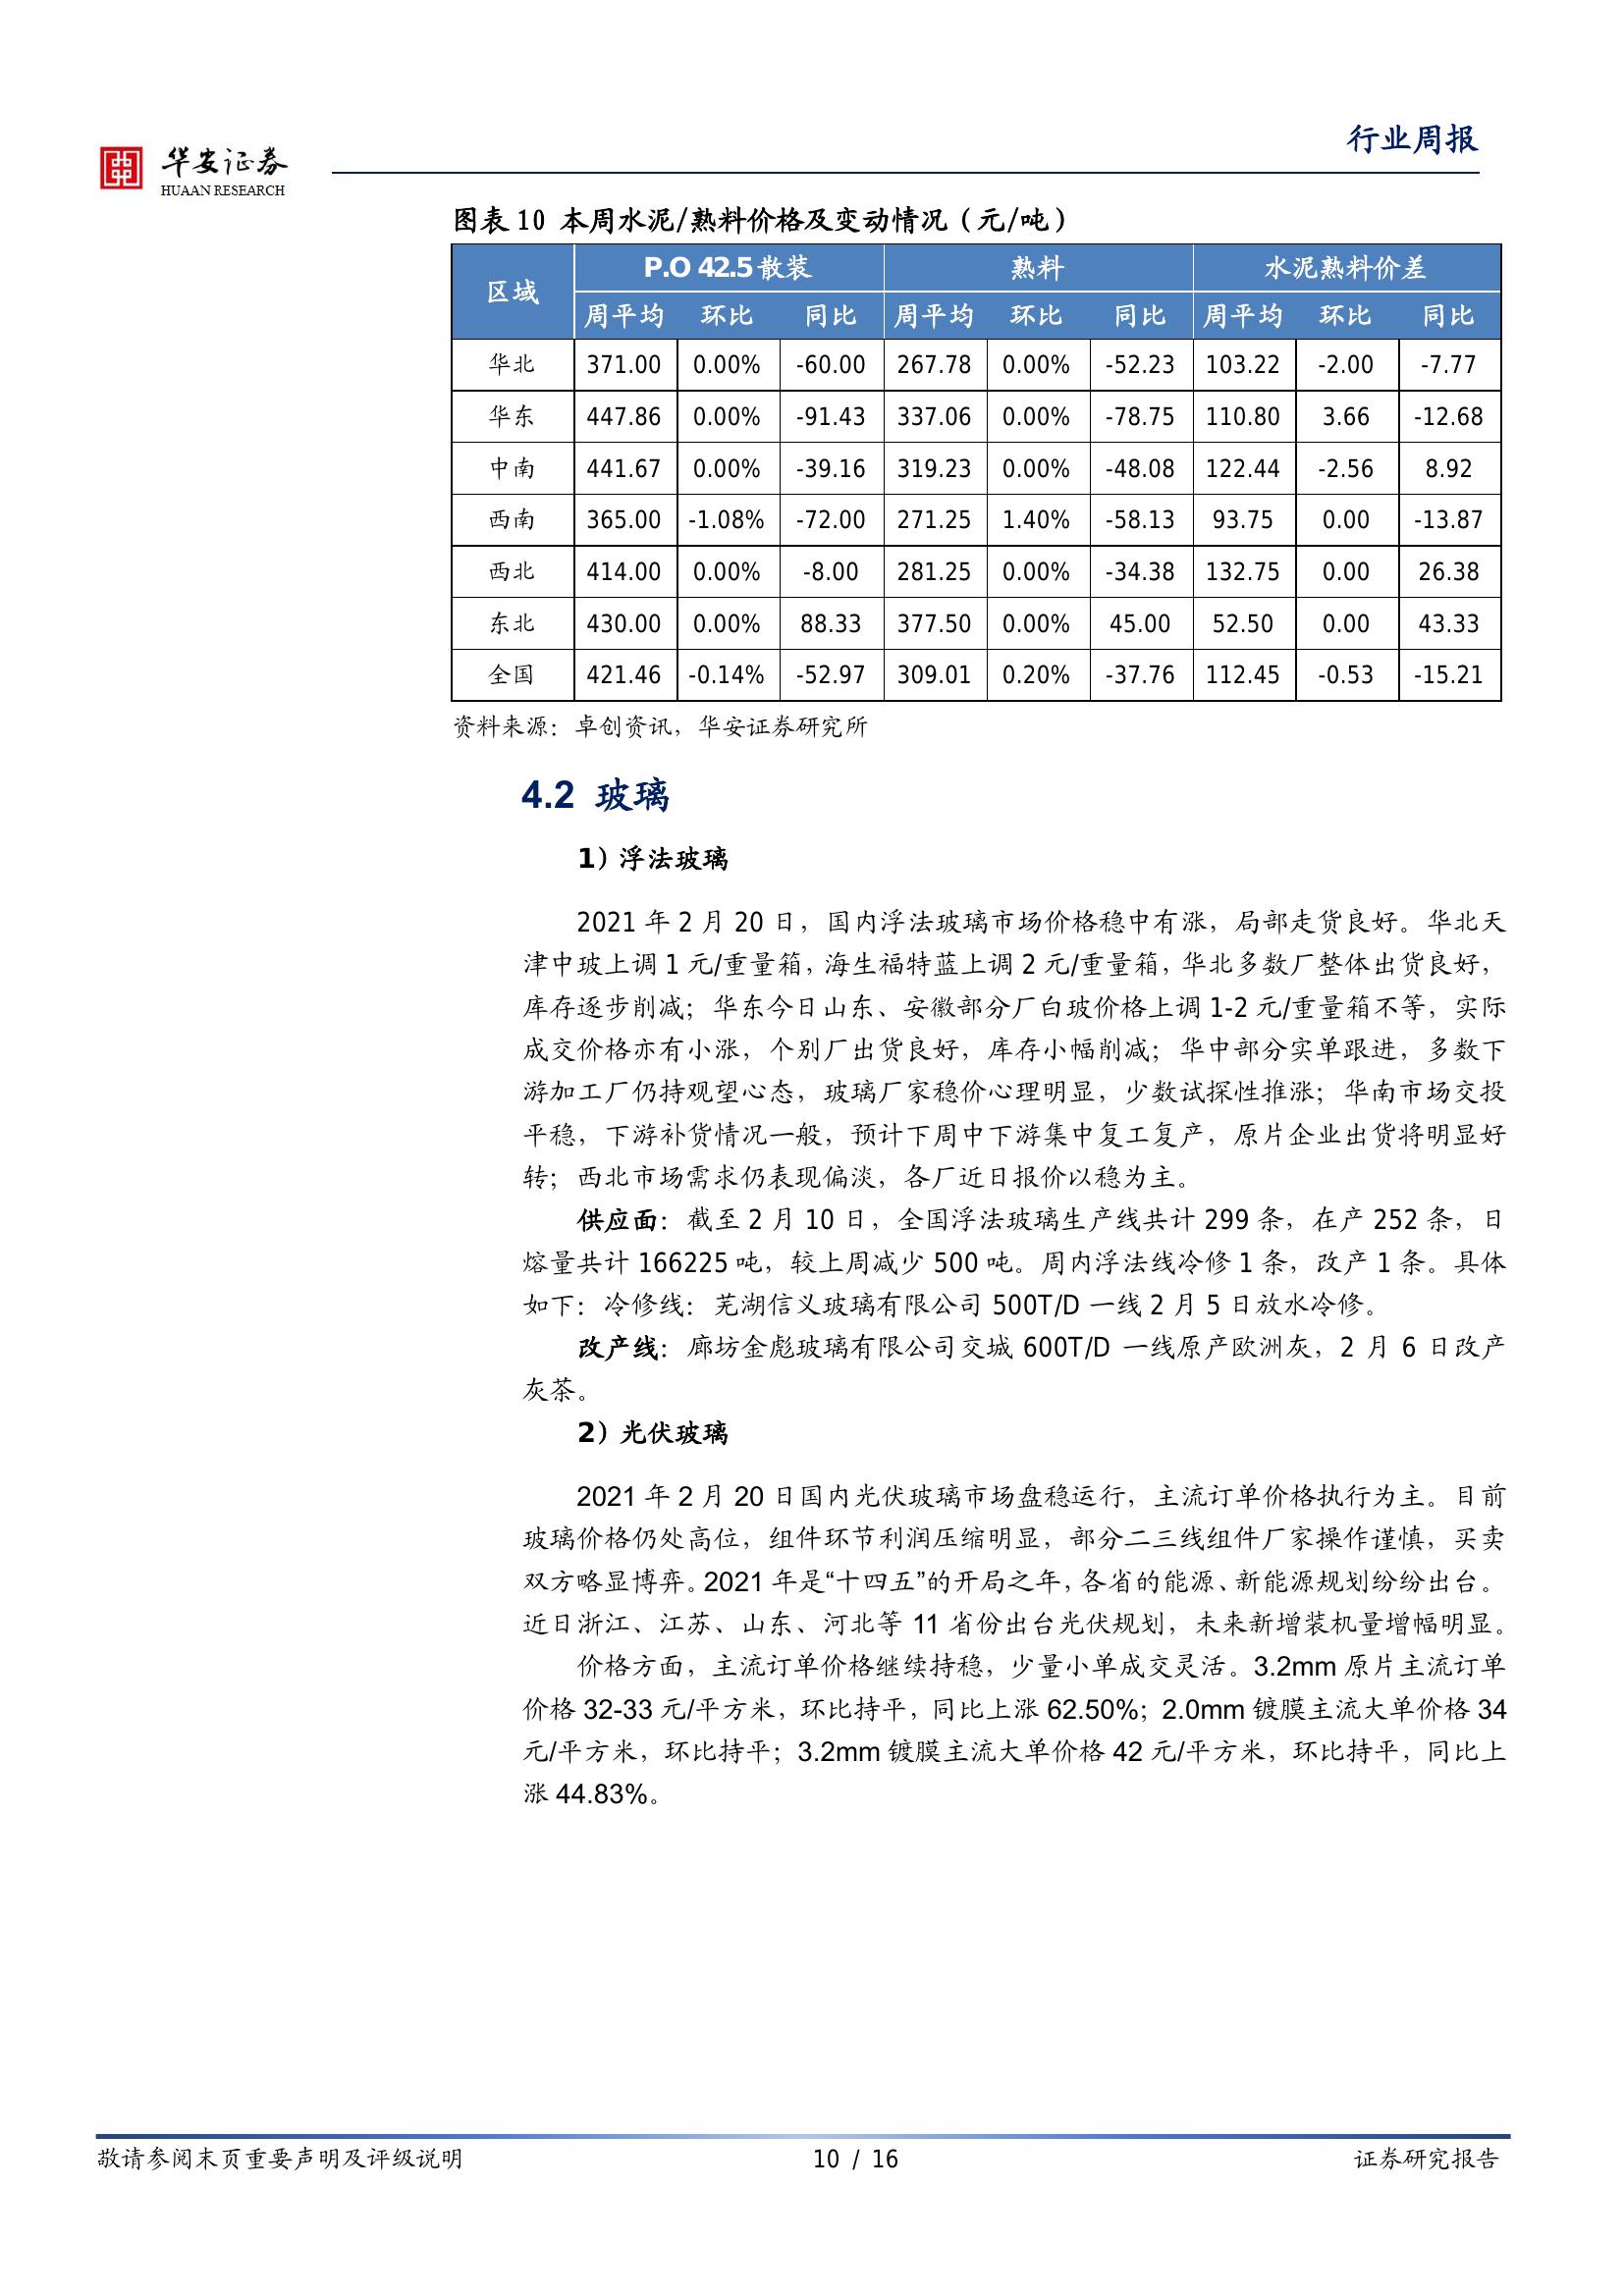 行业周报
华安证券
HUAAN RESEARCH
图表 10 本周水泥/熟料价格及变动情况（元/吨）
区域 P.O 42.5 散装 熟料 水泥熟料价差
周平均 环比 同比 周平均 环比 同比 周平均 环比 同比
华北 371.00 0.00% -60.00 267.78 0.00% -52.23 103.22 -2.00 -7.77
华东 447.86 0.00% -91.43 337.06 0.00% -78.75 110.80 3.66 -12.68
中南 441.67 0.00% -39.16 319.23 0.00% -48.08 122.44 -2.56 8.92
西南 365.00 -1.08% -72.00 271.25 1.40% -58.13 93.75 0.00 -13.87
西北 414.00 0.00% -8.00 281.25 0.00% -34.38 132.75 0.00 26.38
东北 430.00 0.00% 88.33 377.50 0.00% 45.00 52.50 0.00 43.33
全国 421.46 -0.14% -52.97 309.01 0.20% -37.76 112.45 -0.53 -15.21
资料来源：卓创资讯，华安证券研究所
4.2 玻璃
1）浮法玻璃
2021 年 2 月 20 日，国内浮法玻璃市场价格稳中有涨，局部走货良好。华北天
津中玻上调 1 元/重量箱，海生福特蓝上调 2 元/重量箱，华北多数厂整体出货良好，
库存逐步削减；华东今日山东、安徽部分厂白玻价格上调 1-2 元/重量箱不等，实际
成交价格亦有小涨，个别厂出货良好，库存小幅削减；华中部分实单跟进，多数下
游加工厂仍持观望心态，玻璃厂家稳价心理明显，少数试探性推涨；华南市场交投
平稳，下游补货情况一般，预计下周中下游集中复工复产，原片企业出货将明显好
转；西北市场需求仍表现偏淡，各厂近日报价以稳为主。
供应面：截至 2 月 10 日，全国浮法玻璃生产线共计 299 条，在产 252 条，日
熔量共计 166225 吨，较上周减少 500 吨。周内浮法线冷修 1 条，改产 1 条。具体
如下：冷修线：芜湖信义玻璃有限公司 500T/D 一线 2 月 5 日放水冷修。
改产线：廊坊金彪玻璃有限公司交城 600T/D 一线原产欧洲灰，2 月 6 日改产
灰茶。
2）光伏玻璃
2021 年 2 月 20 日国内光伏玻璃市场盘稳运行，主流订单价格执行为主。目前
玻璃价格仍处高位，组件环节利润压缩明显，部分二三线组件厂家操作谨慎，买卖
双方略显博弈。2021 年是“十四五”的开局之年，各省的能源、新能源规划纷纷出台。
近日浙江、江苏、山东、河北等 11 省份出台光伏规划，未来新增装机量增幅明显。
价格方面，主流订单价格继续持稳，少量小单成交灵活。3.2mm 原片主流订单
价格 32-33 元/平方米，环比持平，同比上涨 62.50%；2.0mm 镀膜主流大单价格 34
元/平方米，环比持平；3.2mm 镀膜主流大单价格 42 元/平方米，环比持平，同比上
涨 44.83%。
敬请参阅末页重要声明及评级说明 10 / 16 证券研究报告